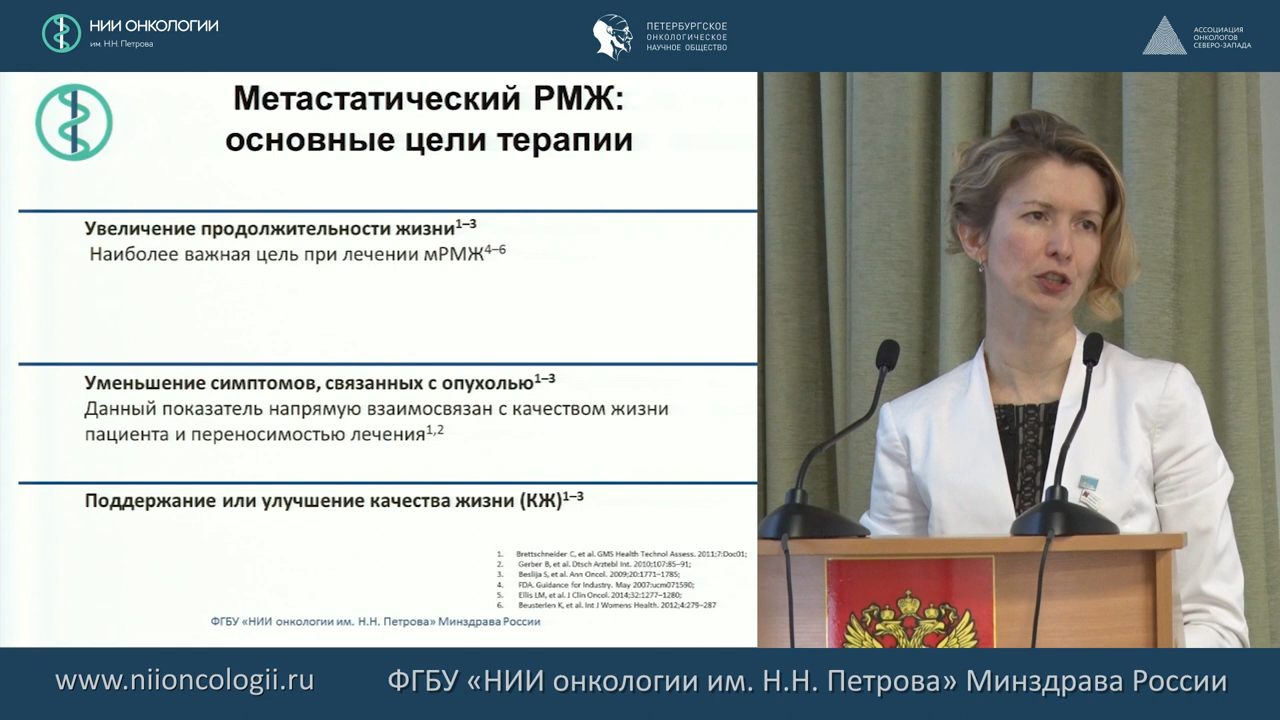 НИИ ОНКОЛОГИИ
им. Н.Н. Петрова
ПЕТЕРБУРГСКОЕ
ОНКОЛОГИЧЕСКОЕ
НАУЧНОЕ ОБЩЕСТВО
АССОЦИАЦИЯ
ОНКОЛОГОВ
СЕВЕРО-ЗАПАДА
Метастатический РМЖ:
основные цели терапии
Увеличение продолжительности жизни1–3
Наиболее важная цель при лечении мРМЖ4–6
Уменьшение симптомов, связанных с опухолью1–3
Данный показатель напрямую взаимосвязан с качеством жизни
пациента и переносимостью лечения1,2
Поддержание или улучшение качества жизни (КЖ)1–3
1. Brettschneider C, et al. GMS Health Technol Assess. 2011;7:Doc01;
2. Gerber B, et al. Dtsch Arztebl Int. 2010;107:85–91;
3. Beslija S, et al. Ann Oncol. 2009;20:1771–1785;
4. FDA. Guidance for Industry. May 2007:ucm071590;
5. Ellis LM, et al. J Clin Oncol. 2014;32:1277–1280;
6. Beusterien K, et al. Int J Womens Health. 2012;4:279–287
ФГБУ «НИИ онкологии им. Н.Н. Петрова» Минздрава России
www.niioncologii.ru
ФГБУ «НИИ онкологии им. Н.Н. Петрова» Минздрава России